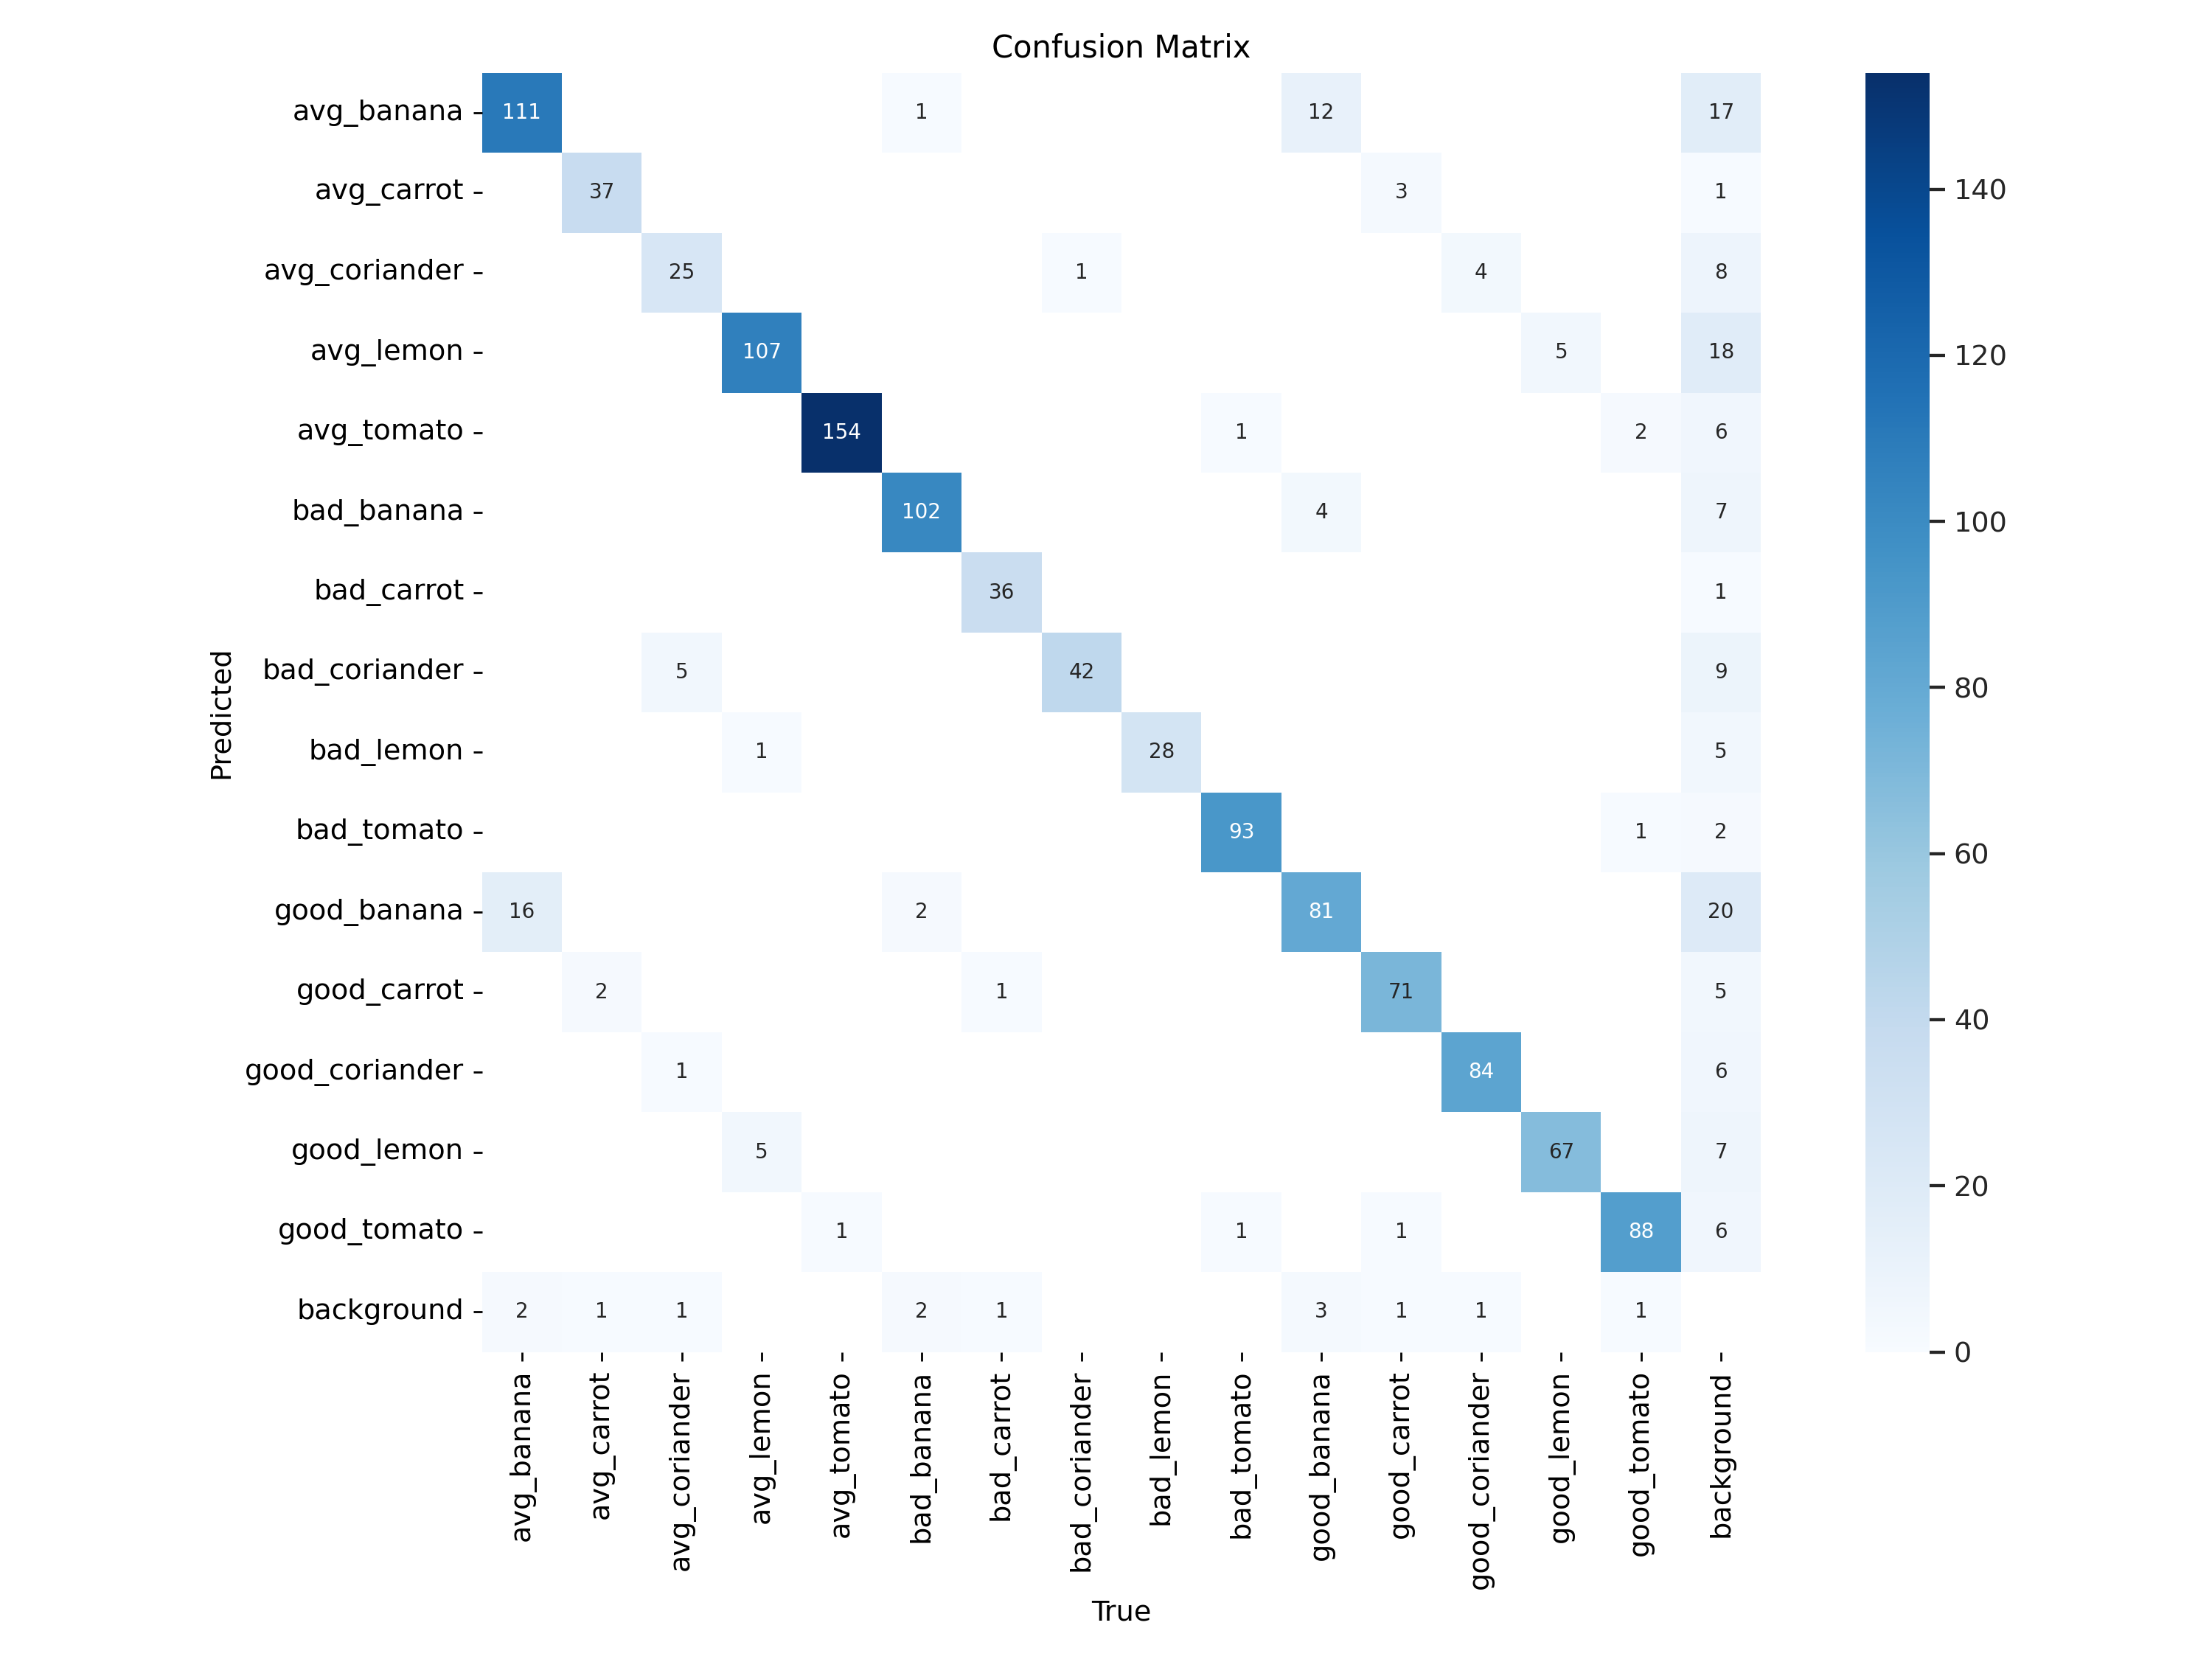 Confusion Matrix
avg_banana 111 1 12 17
avg_carrot 37 3 1
avg_coriander 25 1 4 8
avg_lemon 107 5 18
avg_tomato 154 1 2 6
bad_banana 102 4 7
bad_carrot 36 1
bad_coriander 5 42 9
bad_lemon 1 28 5
bad_tomato 93 1 2
good_banana 16 2 81 20
good_carrot 2 1 71 5
good_coriander 1 84 6
good_lemon 5 67 7
good_tomato 1 1 1 88 6
background 2 1 1 2 1 3 1 1 1
Predicted
avg_banana
avg_carrot
avg_coriander
avg_lemon
avg_tomato
bad_banana
bad_carrot
bad_coriander
bad_lemon
bad_tomato
good_banana
good_carrot
good_coriander
good_lemon
good_tomato
background
True
140
120
100
80
60
40
20
0